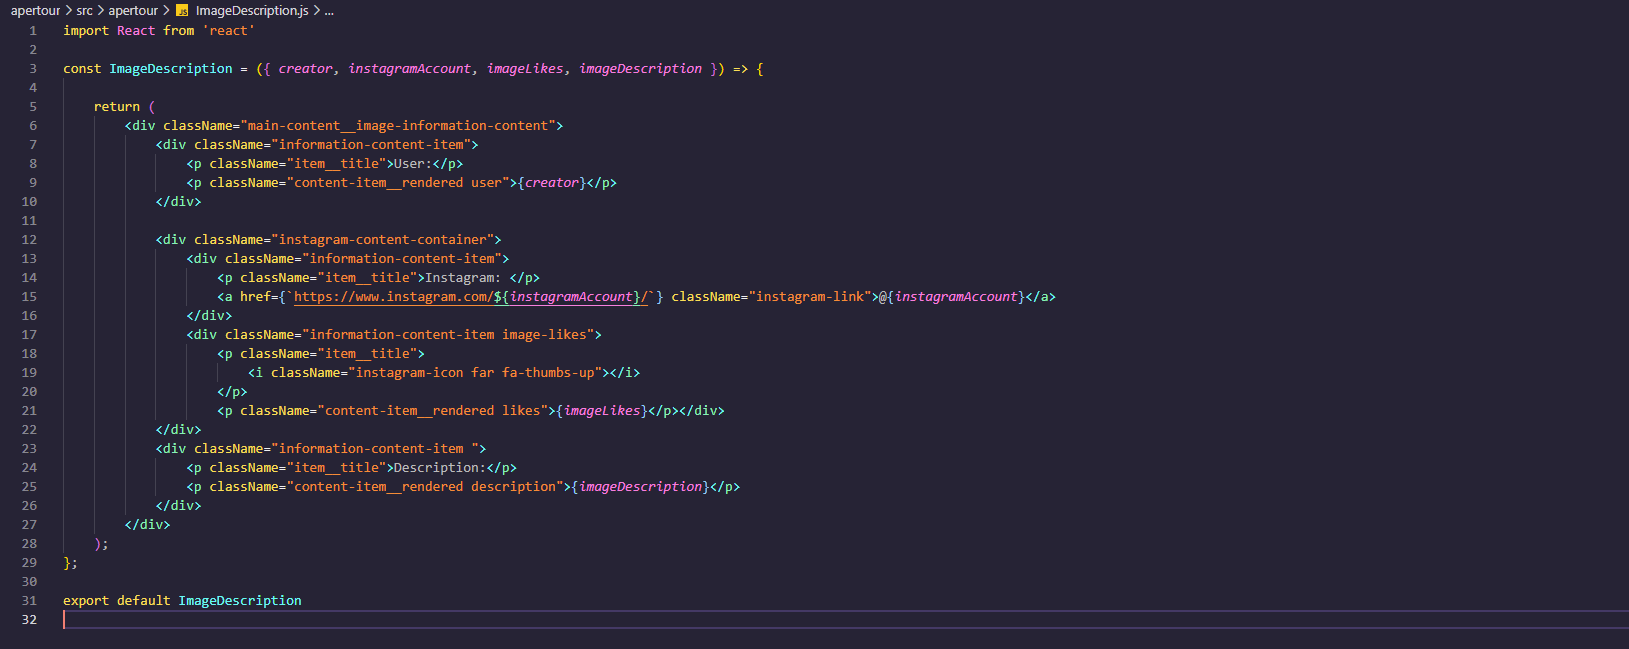 apertour > src > apertour > JS ImageDescription.js > ...
1 import React from 'react'
2
3 const ImageDescription = ({ creator, instagramAccount, imageLikes, imageDescription }) => {
4
5 return (
6 <div className="main-content__image-information-content">
7 <div className="information-content-item">
8 <p className="item__title">User:</p>
9 <p className="content-item__rendered user">{creator}</p>
10 </div>
11
12 <div className="instagram-content-container">
13 <div className="information-content-item">
14 <p className="item__title">Instagram: </p>
15 <a href={`https://www.instagram.com/${instagramAccount}/`} className="instagram-link">@{instagramAccount}</a>
16 </div>
17 <div className="information-content-item image-likes">
18 <p className="item__title">
19 <i className="instagram-icon far fa-thumbs-up"></i>
20 </p>
21 <p className="content-item__rendered likes">{imageLikes}</p></div>
22 </div>
23 <div className="information-content-item ">
24 <p className="item__title">Description:</p>
25 <p className="content-item__rendered description">{imageDescription}</p>
26 </div>
27 </div>
28 );
29 };
30
31 export default ImageDescription
32